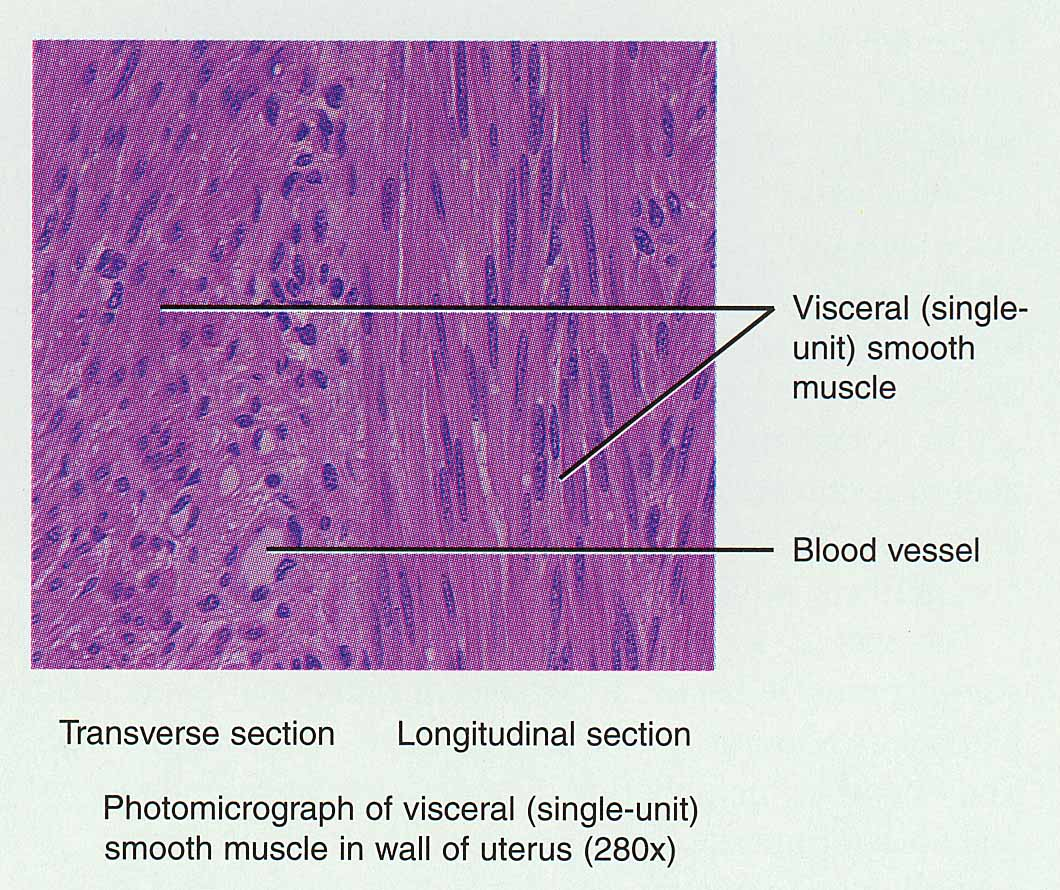 Visceral (single-
unit) smooth
muscle
Blood vessel
Transverse section
Longitudinal section
Photomicrograph of visceral (single-unit)
smooth muscle in wall of uterus (280x)